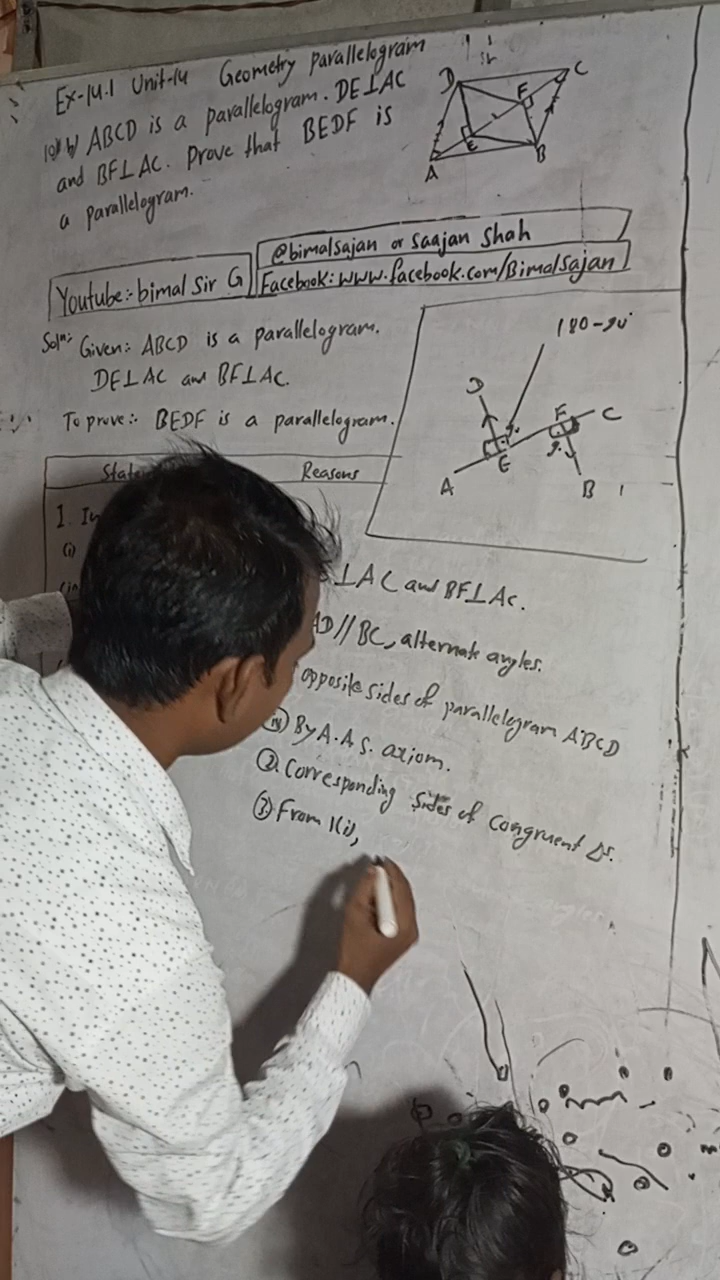 Ex-14.1 Unit-14 Geometry parallelogram
ABCD is a parallelogram. DE⊥AC
and BF⊥AC. Prove that BEDF is
a parallelogram.
D C F E A B
Youtube:- bimal Sir G
@bimalsajan or Saajan Shah
Facebook: www.facebook.com/Bimalsajan
Soln: Given:- ABCD is a parallelogram.
DE⊥AC and BF⊥AC.
To prove:- BEDF is a parallelogram.
180-90°
D F C
E
A B
Reasons
(i)
⊥AC and BF⊥AC.
AD//BC, alternate angles.
opposite sides of parallelogram ABCD
(iv) By A.A.S. axiom.
(2) Corresponding sides of congruent Δs.
(3) From 1(i),